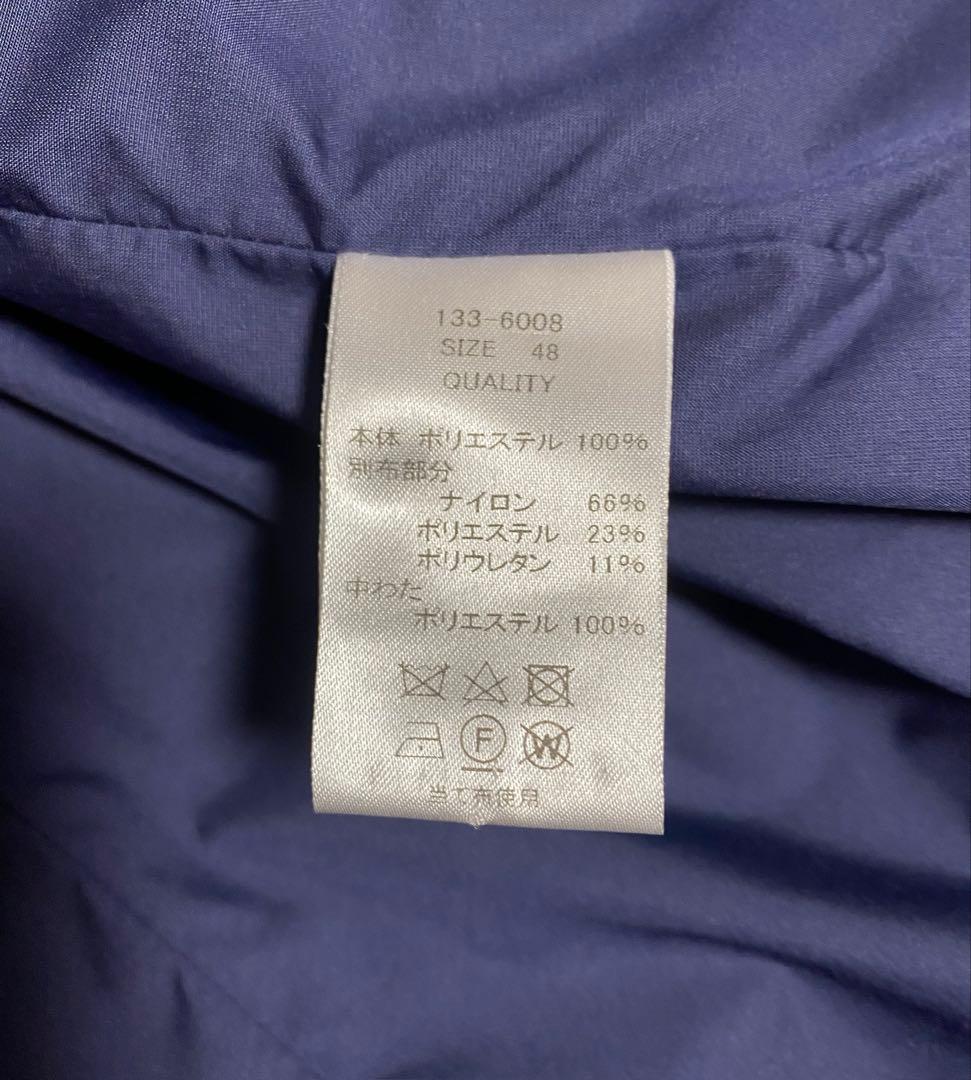 133-6008
SIZE 48
QUALITY
本体 ポリエステル 100%
別布部分
ナイロン 66%
ポリエステル 23%
ポリウレタン 11%
中わた
ポリエステル 100%
F W
当て布使用